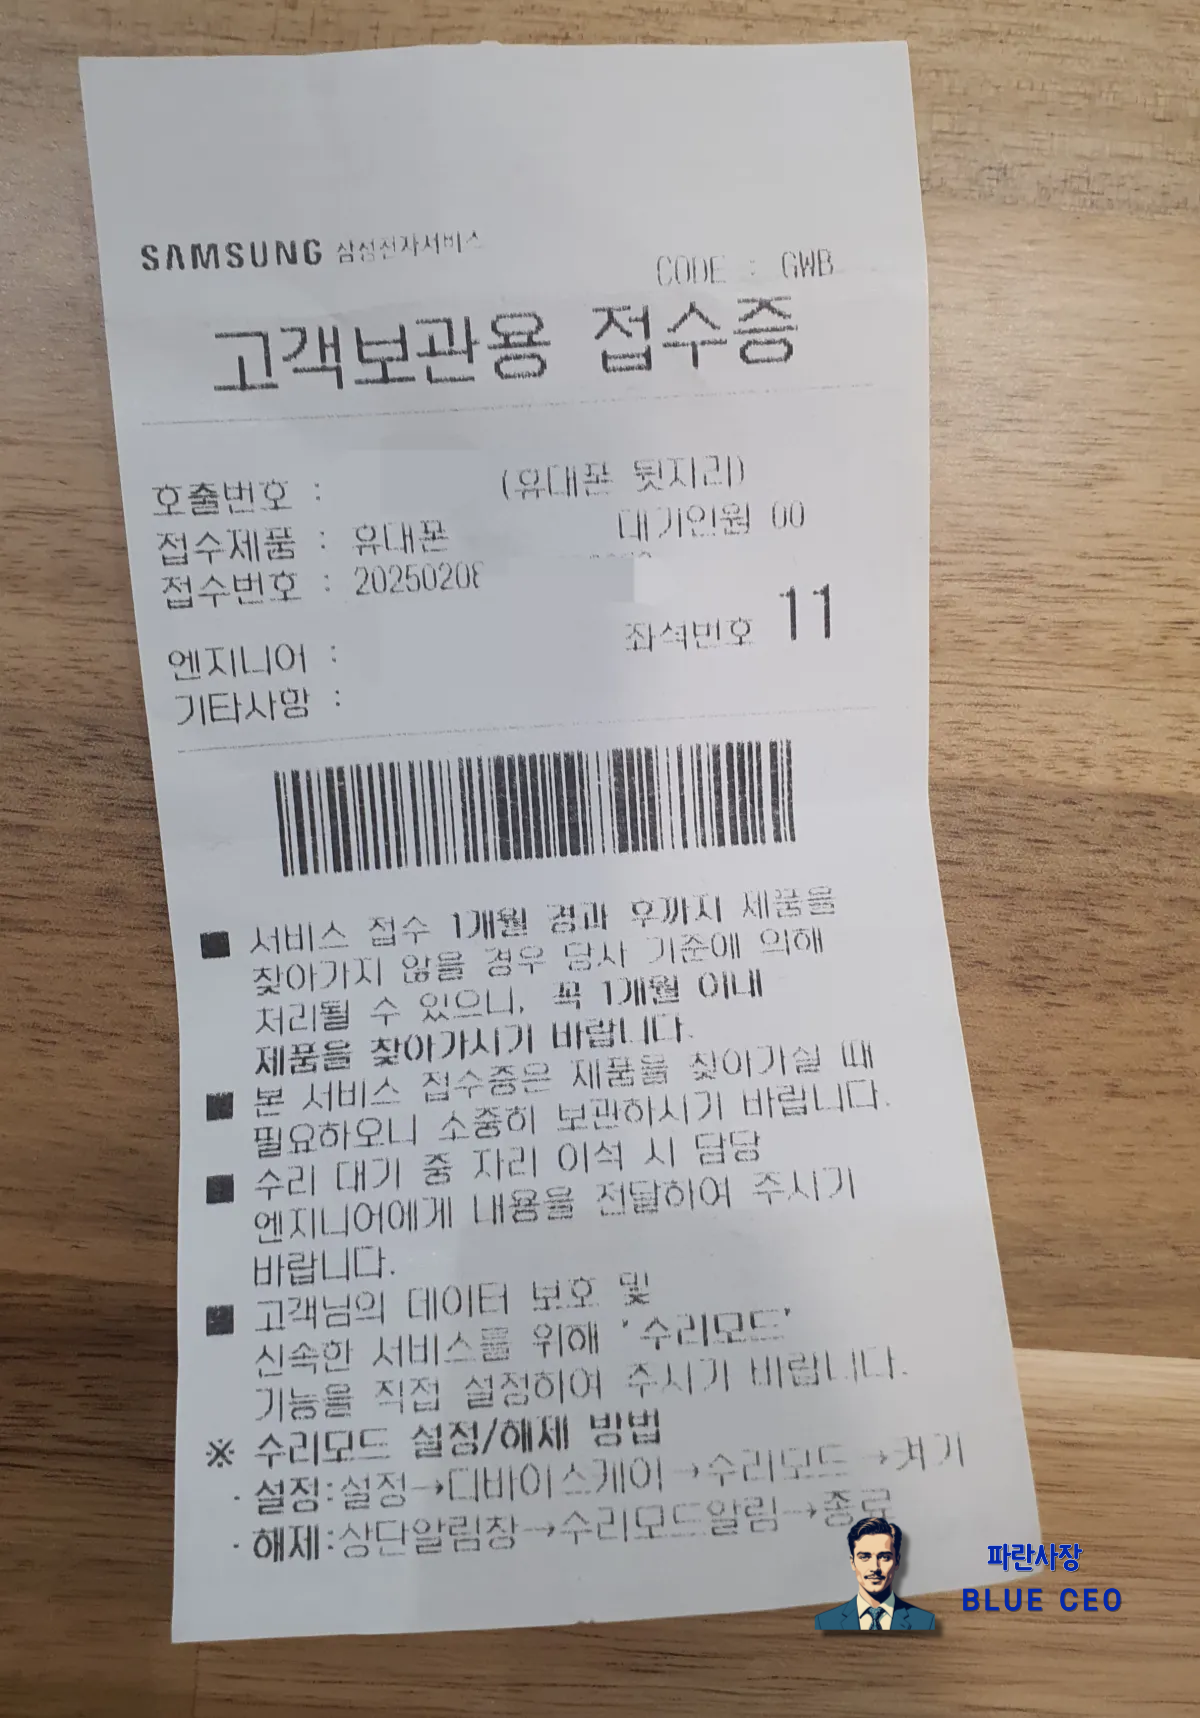 SAMSUNG 삼성전자서비스
CODE : GWB
고객보관용 접수증
호출번호 : (휴대폰 뒷자리)
접수제품 : 휴대폰 대기인원 00
접수번호 : 2025020
좌석번호 11
엔지니어 :
기타사항 :
■ 서비스 접수 1개월 경과 후까지 제품을
찾아가지 않을 경우 당사 기준에 의해
처리될 수 있으니, 꼭 1개월 이내
제품을 찾아가시기 바랍니다.
■ 본 서비스 접수증은 제품을 찾아가실 때
필요하오니 소중히 보관하시기 바랍니다.
■ 수리 대기 중 자리 이석 시 담당
엔지니어에게 내용을 전달하여 주시기
바랍니다.
■ 고객님의 데이터 보호 및
신속한 서비스를 위해 '수리모드'
기능을 직접 설정하여 주시기 바랍니다.
※ 수리모드 설정/해제 방법
· 설정:설정→디바이스케어→수리모드→켜기
· 해제:상단알림창→수리모드알림→종료
파란사장
BLUE CEO